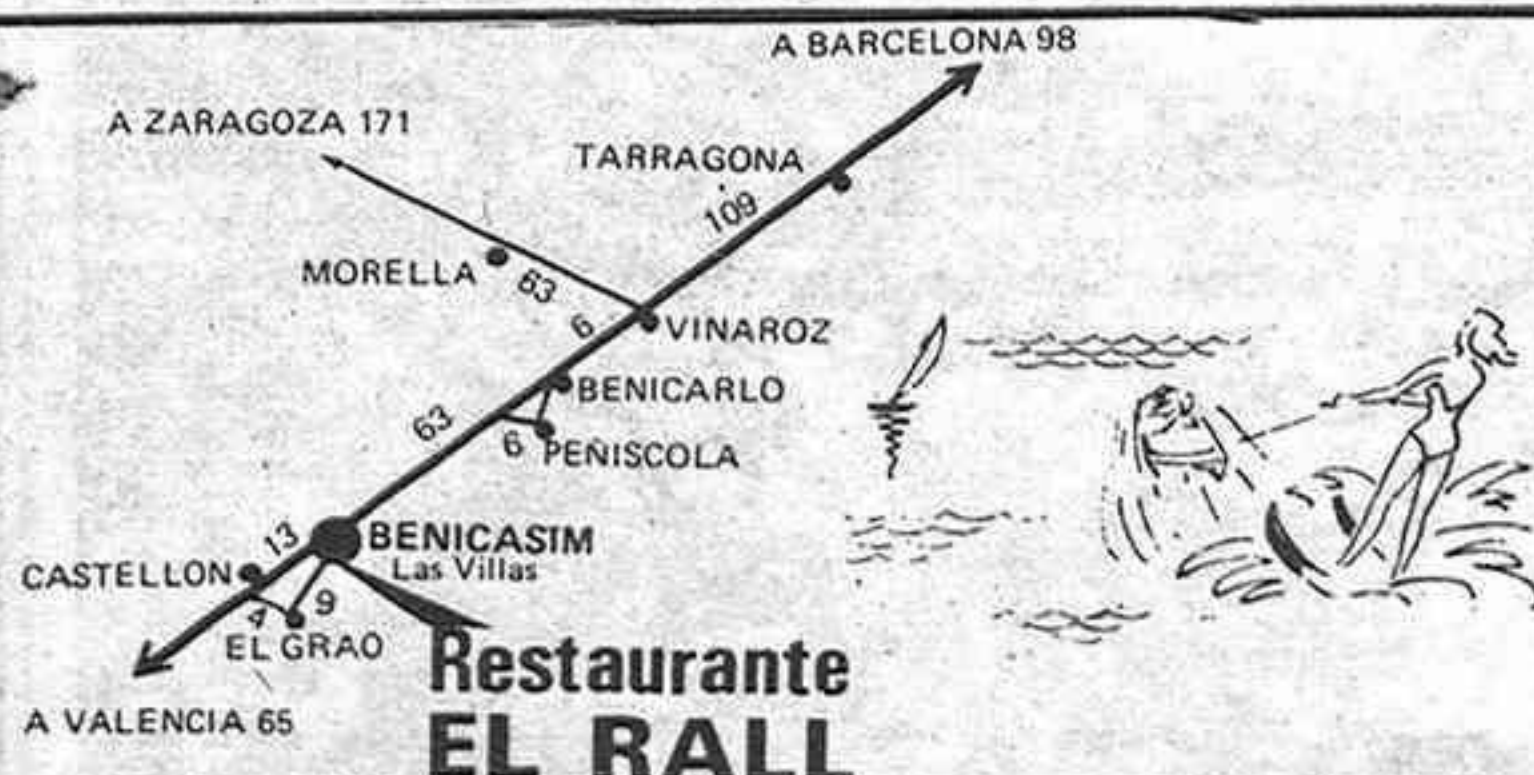 A BARCELONA 98
A ZARAGOZA 171
TARRAGONA
109
MORELLA
63
6
VINAROZ
BENICARLO
63
6
PEÑISCOLA
13
BENICASIM
Las Villas
CASTELLON
4
9
EL GRAO
A VALENCIA 65
Restaurante
EL RALL